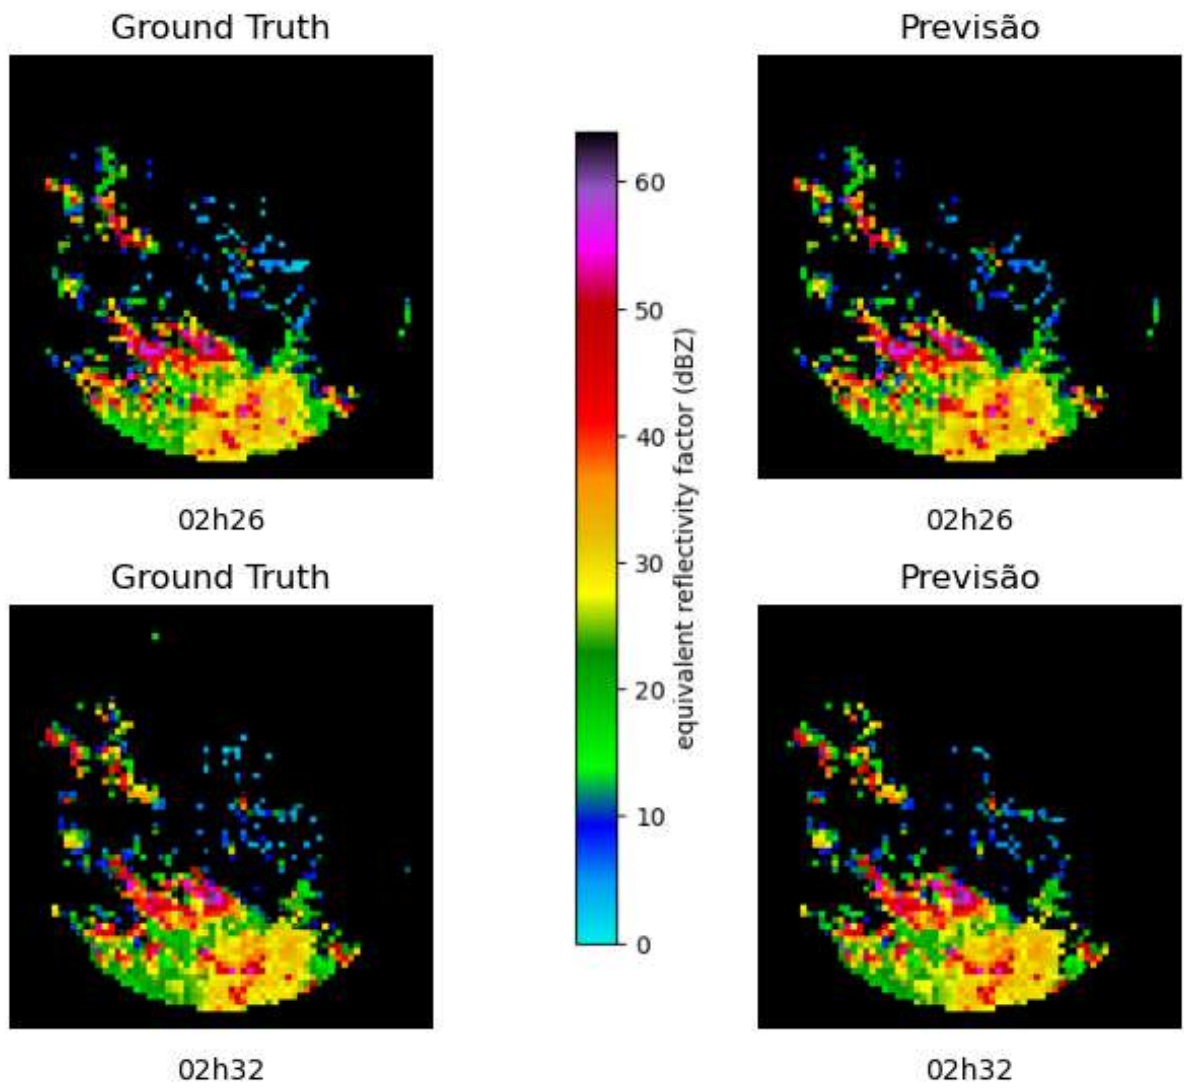 Ground Truth
Previsão
60
50
40
30
20
10
0
equivalent reflectivity factor (dBZ)
02h26
02h26
Ground Truth
Previsão
02h32
02h32